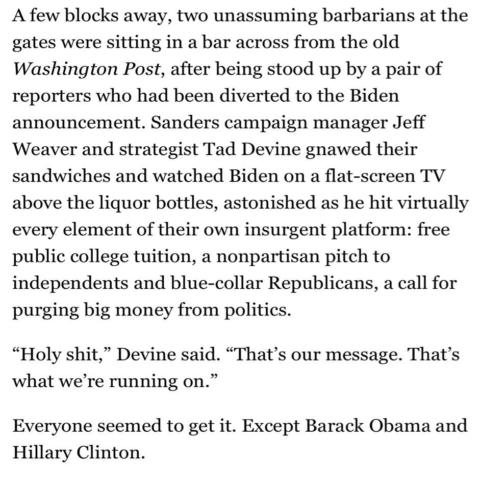 A few blocks away, two unassuming barbarians at the
gates were sitting in a bar across from the old
Washington Post, after being stood up by a pair of
reporters who had been diverted to the Biden
announcement. Sanders campaign manager Jeff
Weaver and strategist Tad Devine gnawed their
sandwiches and watched Biden on a flat-screen TV
above the liquor bottles, astonished as he hit virtually
every element of their own insurgent platform: free
public college tuition, a nonpartisan pitch to
independents and blue-collar Republicans, a call for
purging big money from politics.
“Holy shit,” Devine said. “That’s our message. That’s
what we’re running on.”
Everyone seemed to get it. Except Barack Obama and
Hillary Clinton.